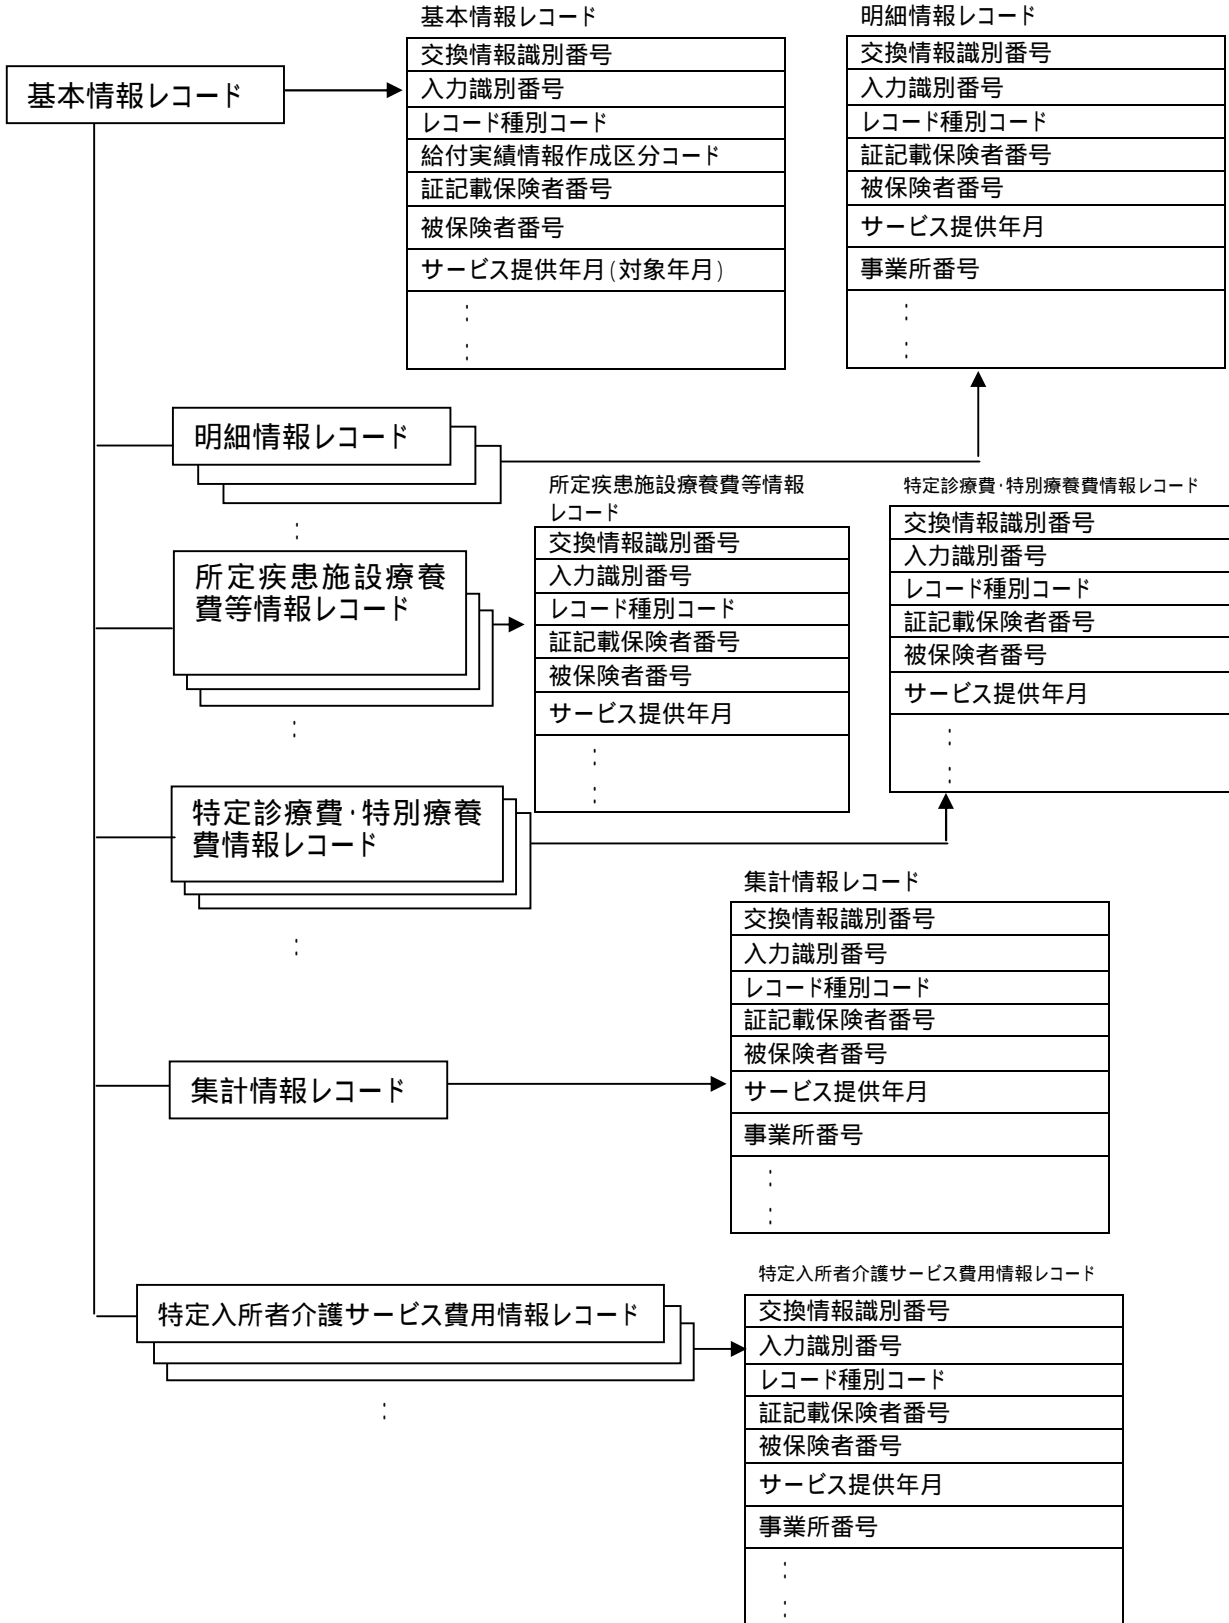 基本情報レコード
基本情報レコード
交換情報識別番号
入力識別番号
レコード種別コード
給付実績情報作成区分コード
証記載保険者番号
被保険者番号
サービス提供年月(対象年月)
:
:
明細情報レコード
交換情報識別番号
入力識別番号
レコード種別コード
証記載保険者番号
被保険者番号
サービス提供年月
事業所番号
:
:
明細情報レコード
:
所定疾患施設療養
費等情報レコード
:
所定疾患施設療養費等情報
レコード
交換情報識別番号
入力識別番号
レコード種別コード
証記載保険者番号
被保険者番号
サービス提供年月
:
:
特定診療費・特別療養費情報レコード
交換情報識別番号
入力識別番号
レコード種別コード
証記載保険者番号
被保険者番号
サービス提供年月
:
:
特定診療費・特別療養
費情報レコード
:
集計情報レコード
集計情報レコード
交換情報識別番号
入力識別番号
レコード種別コード
証記載保険者番号
被保険者番号
サービス提供年月
事業所番号
:
:
特定入所者介護サービス費用情報レコード
:
特定入所者介護サービス費用情報レコード
交換情報識別番号
入力識別番号
レコード種別コード
証記載保険者番号
被保険者番号
サービス提供年月
事業所番号
:
: